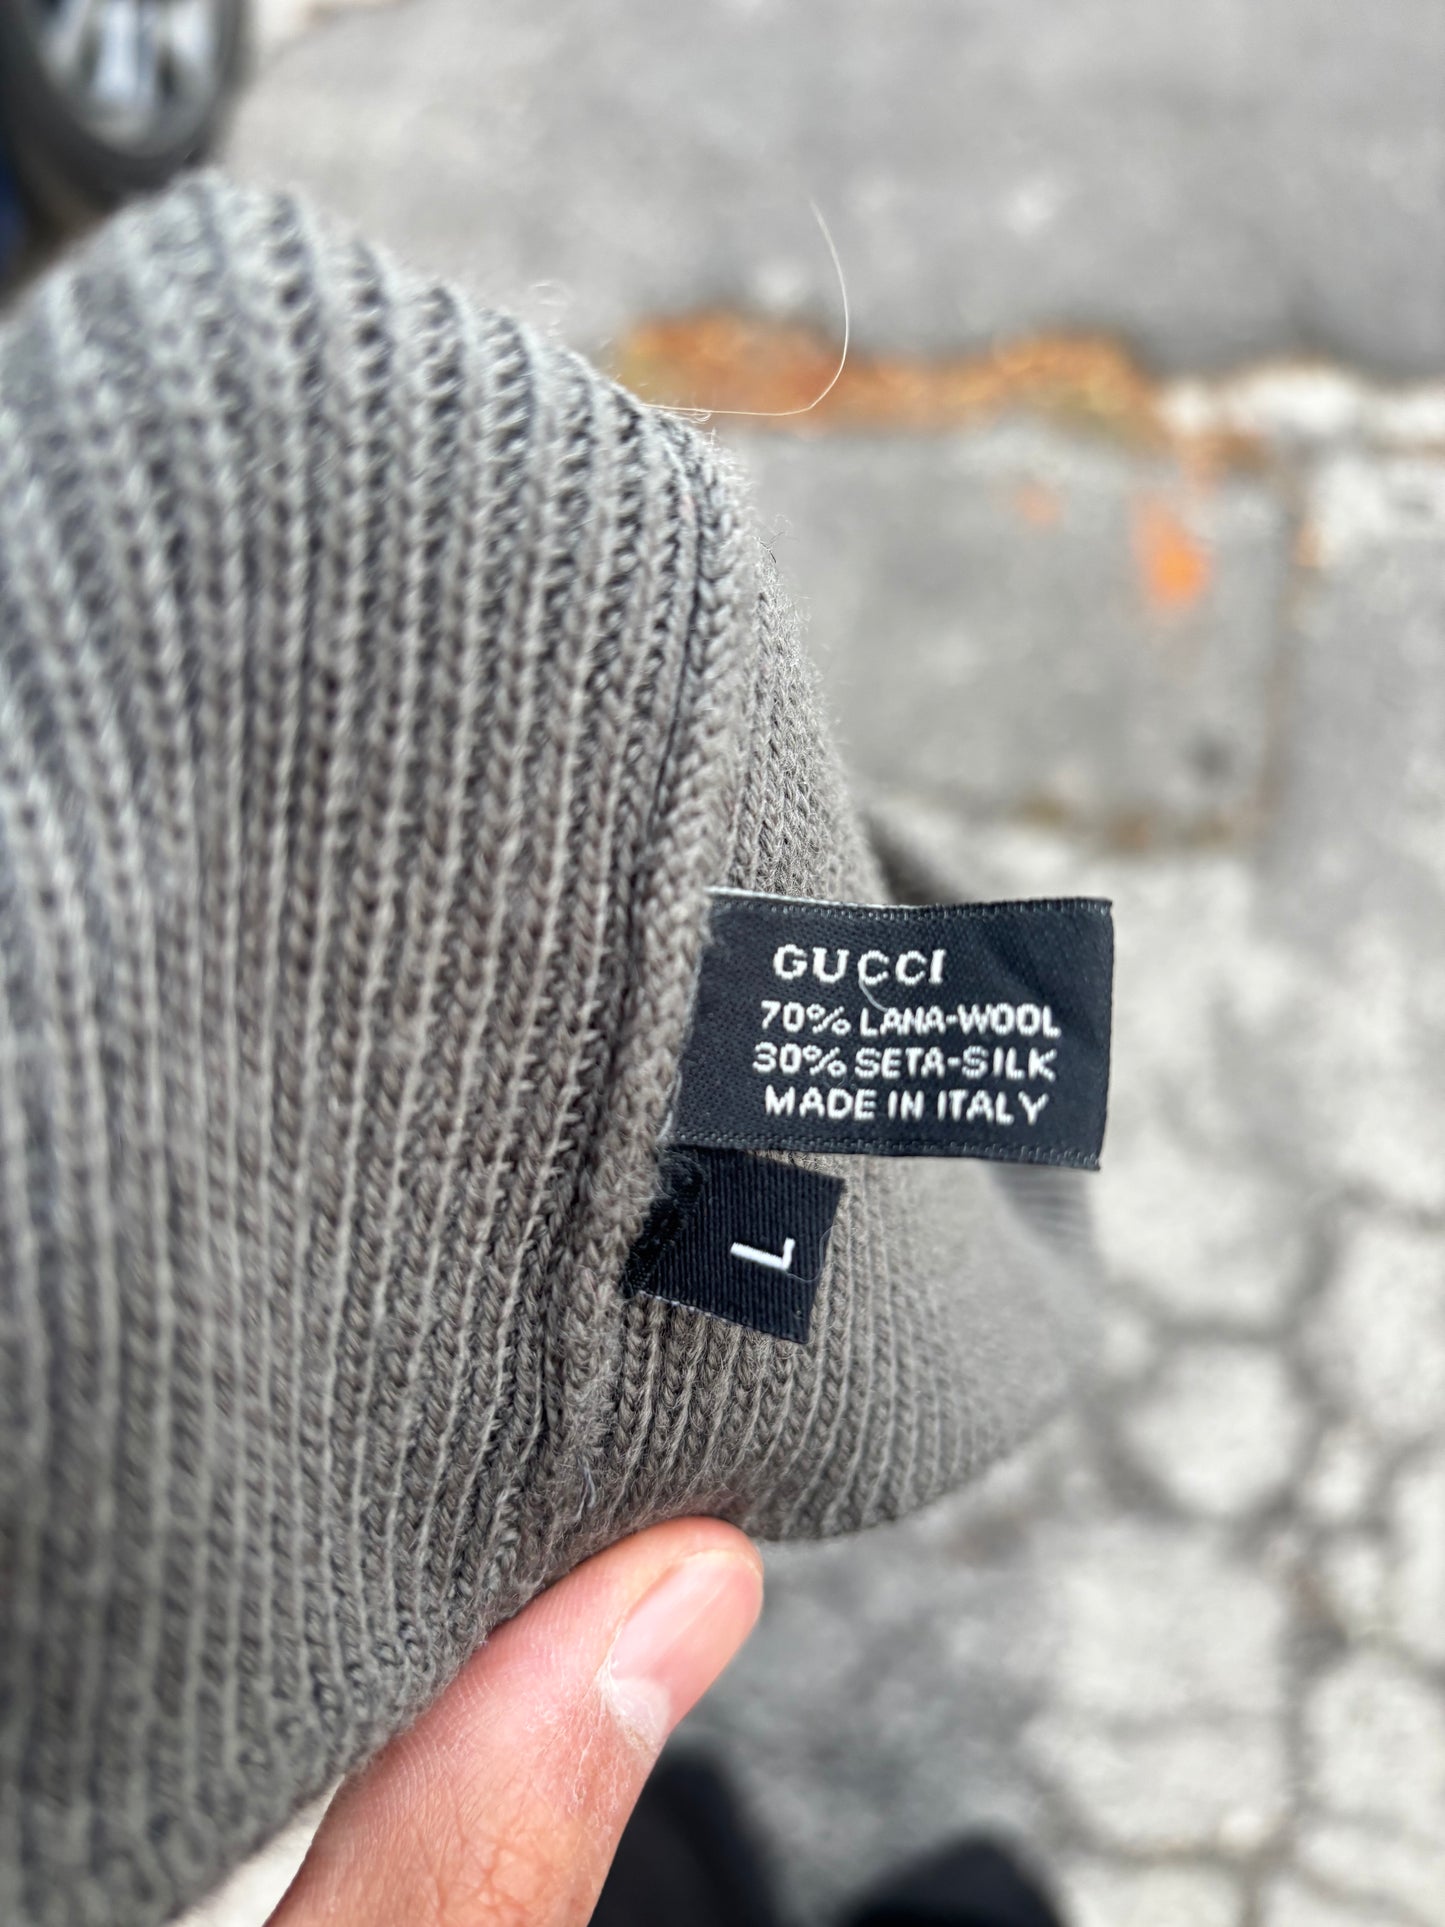 GUCCI
70% LANA-WOOL
30% SETA-SILK
MADE IN ITALY
L